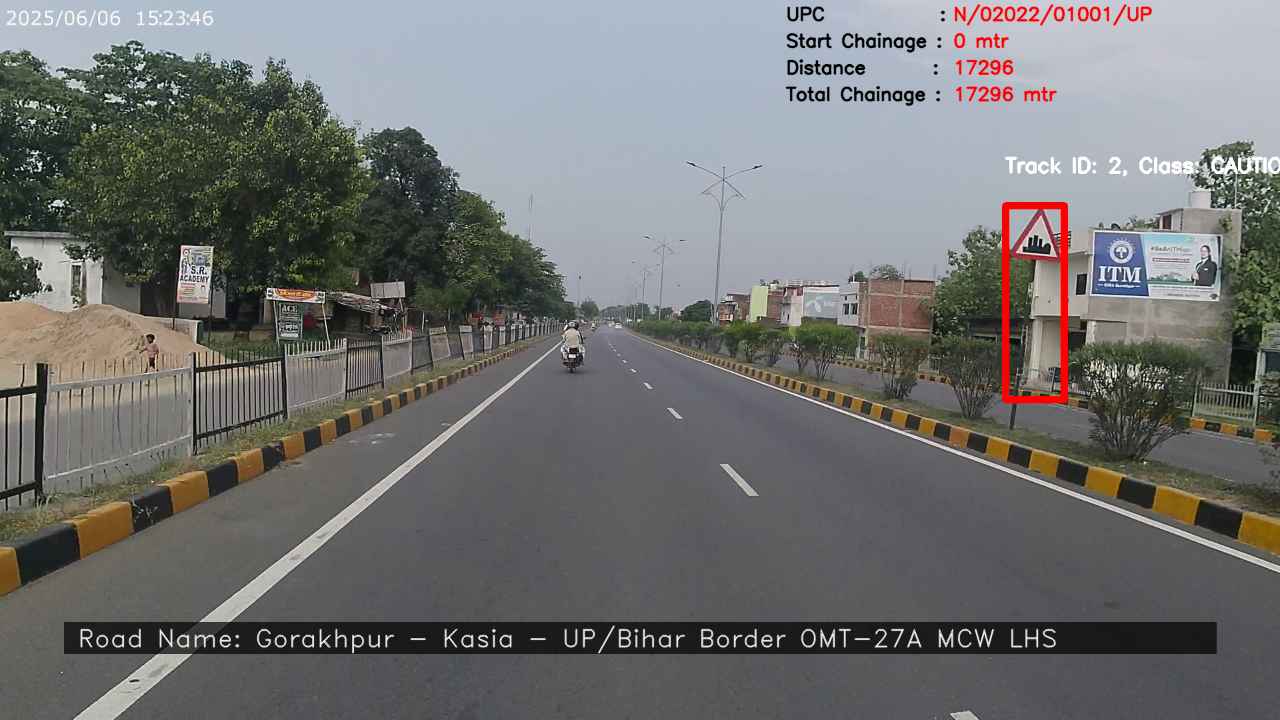 2025/06/06 15:23:46
UPC : N/02022/01001/UP
Start Chainage : 0 mtr
Distance : 17296
Total Chainage : 17296 mtr
Track ID: 2, Class: CAUTIO
S.R.
ACADEMY
ACE
ITM
Road Name: Gorakhpur - Kasia - UP/Bihar Border OMT-27A MCW LHS